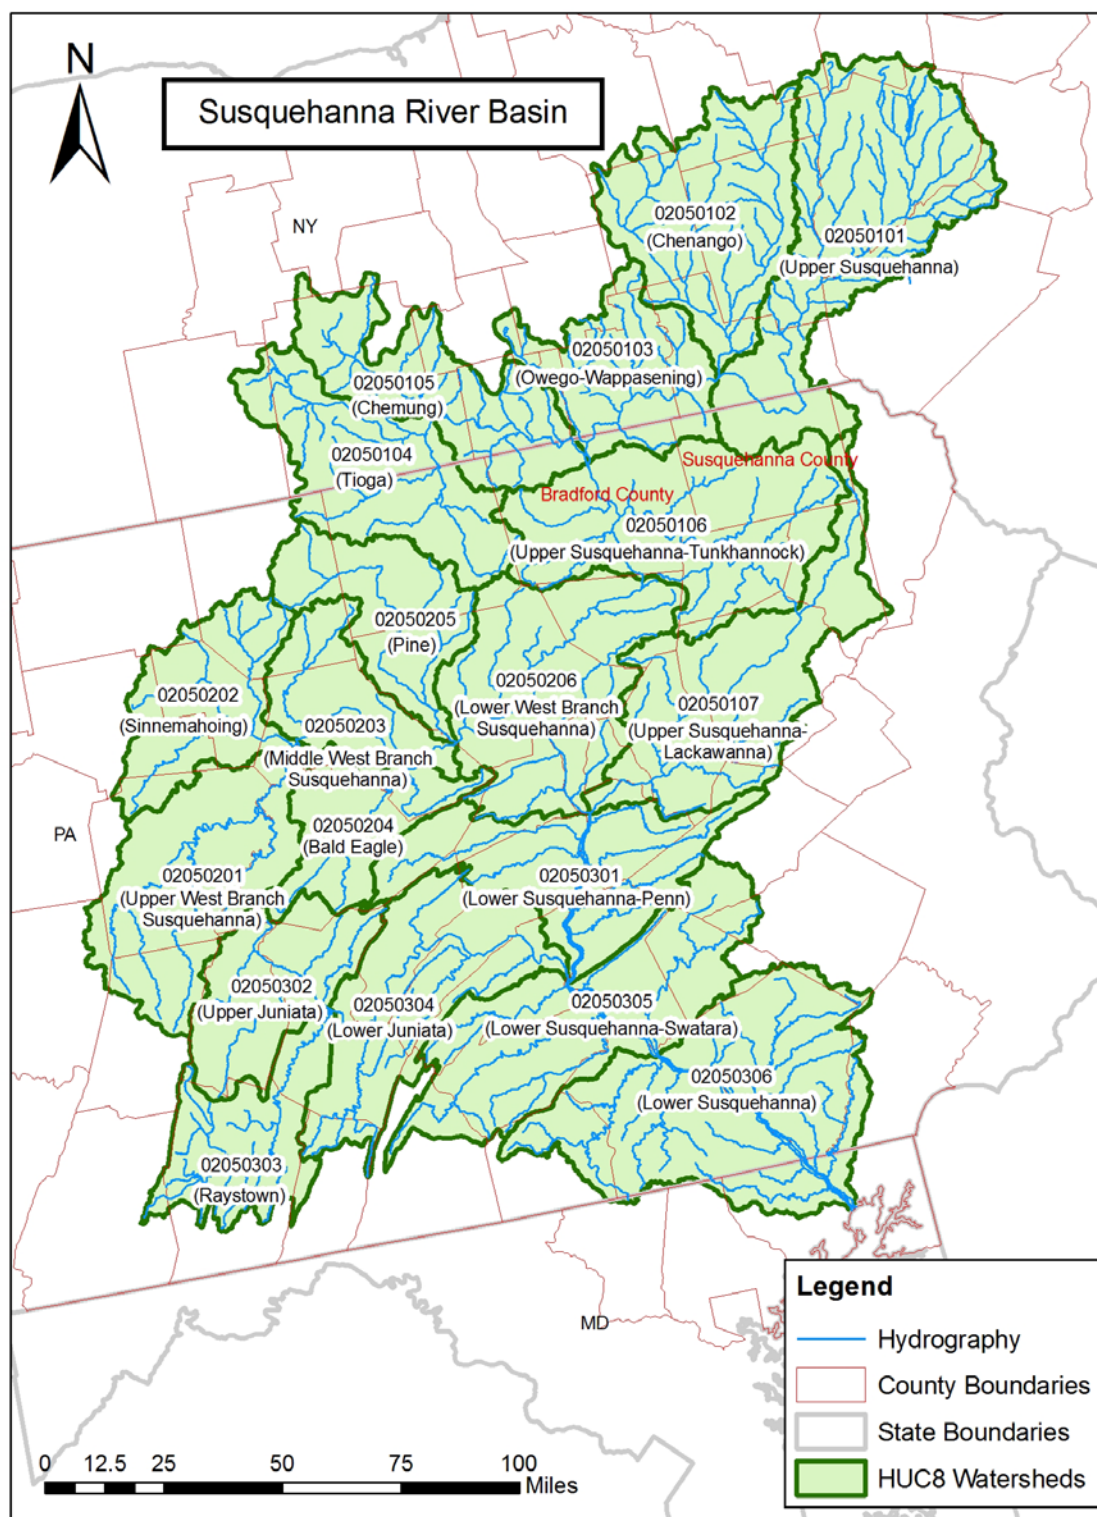 N
Susquehanna River Basin
NY
02050102
(Chenango)
02050101
(Upper Susquehanna)
02050103
(Owego-Wappasening)
02050105
(Chemung)
02050104
(Tioga)
Susquehanna County
Bradford County
02050106
(Upper Susquehanna-Tunkhannock)
02050205
(Pine)
02050202
(Sinnemahoing)
02050203
(Middle West Branch
Susquehanna)
02050206
(Lower West Branch
Susquehanna)
02050107
(Upper Susquehanna-
Lackawanna)
PA
02050204
(Bald Eagle)
02050201
(Upper West Branch
Susquehanna)
02050301
(Lower Susquehanna-Penn)
02050302
(Upper Juniata)
02050304
(Lower Juniata)
02050305
(Lower Susquehanna-Swatara)
02050306
(Lower Susquehanna)
02050303
(Raystown)
MD
Legend
Hydrography
County Boundaries
State Boundaries
HUC8 Watersheds
0 12.5 25 50 75 100
Miles